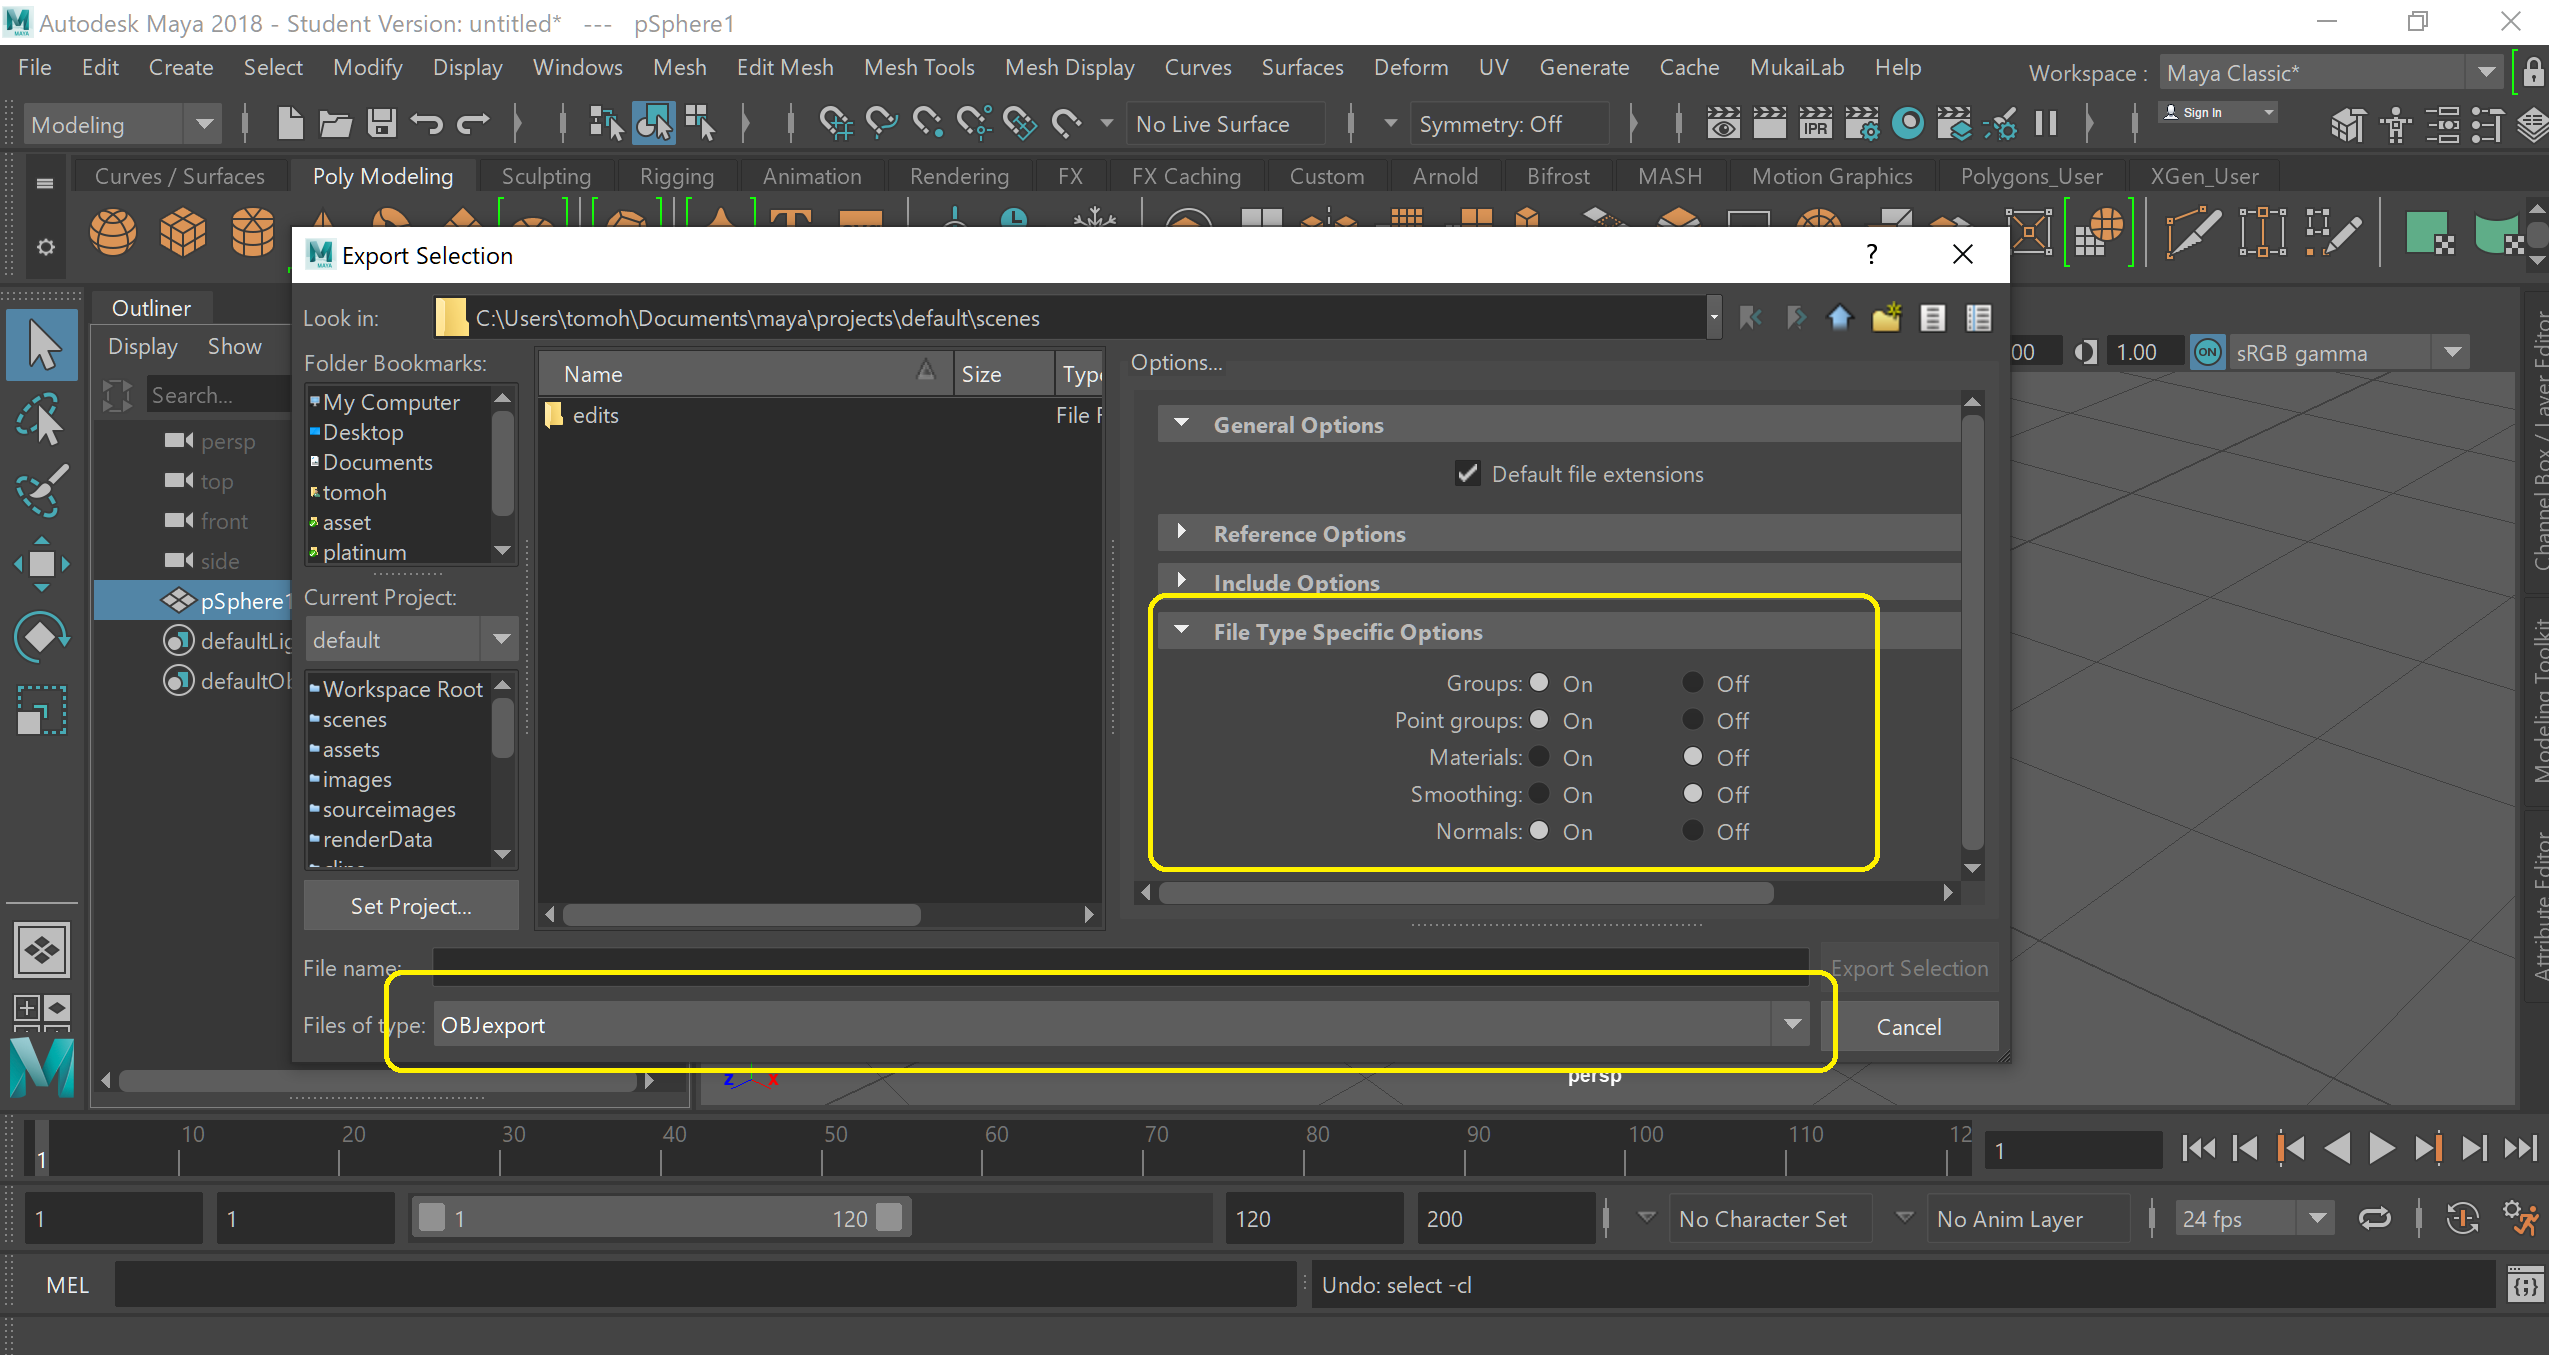 Autodesk Maya 2018 - Student Version: untitled*   ---   pSphere1
File Edit Create Select Modify Display Windows Mesh Edit Mesh Mesh Tools Mesh Display Curves Surfaces Deform UV Generate Cache MukaiLab Help Workspace : Maya Classic*
Modeling No Live Surface Symmetry: Off IPR Sign In
Curves / Surfaces Poly Modeling Sculpting Rigging Animation Rendering FX FX Caching Custom Arnold Bifrost MASH Motion Graphics Polygons_User XGen_User
Export Selection ?
Outliner
Display Show
Search...
persp
top
front
side
pSphere1
defaultLig
defaultOb
Look in: C:\Users\tomoh\Documents\maya\projects\default\scenes
Folder Bookmarks:
My Computer
Desktop
Documents
tomoh
asset
platinum
Current Project:
default
Workspace Root
scenes
assets
images
sourceimages
renderData
Set Project...
Name Size Type
edits File F
Options...
General Options
Default file extensions
Reference Options
Include Options
File Type Specific Options
Groups: On Off
Point groups: On Off
Materials: On Off
Smoothing: On Off
Normals: On Off
File name: Export Selection
Files of type: OBJexport Cancel
00 1.00 ON sRGB gamma
Channel Box / Layer Editor
Modeling Toolkit
Attribute Editor
z x persp
1 10 20 30 40 50 60 70 80 90 100 110 12 1
1 1 1 120 120 200 No Character Set No Anim Layer 24 fps
MEL Undo: select -cl